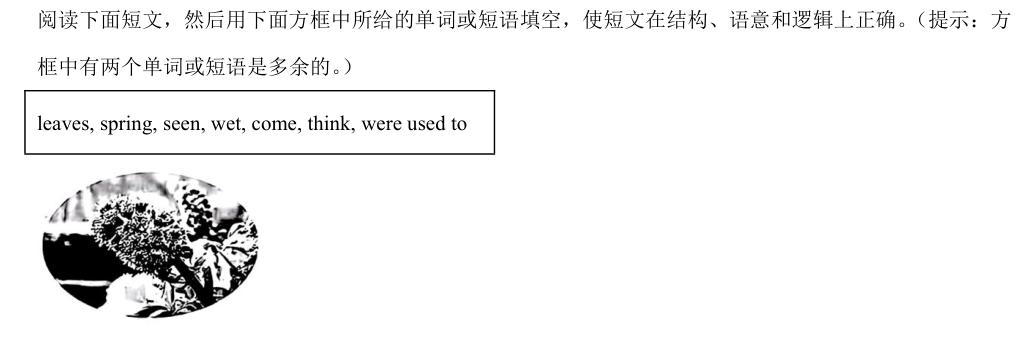 阅读下面短文，然后用下面方框中所给的单词或短语填空，使短文在结构、语意和逻辑上正确。（提示：方
框中有两个单词或短语是多余的。）
leaves, spring, seen, wet, come, think, were used to